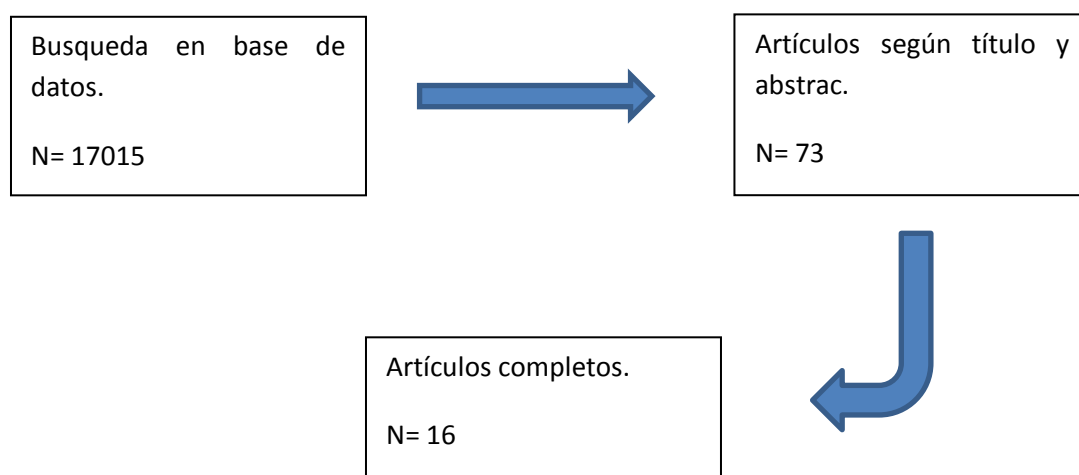 Busqueda en base de
datos.
N= 17015
Artículos según título y
abstrac.
N= 73
Artículos completos.
N= 16